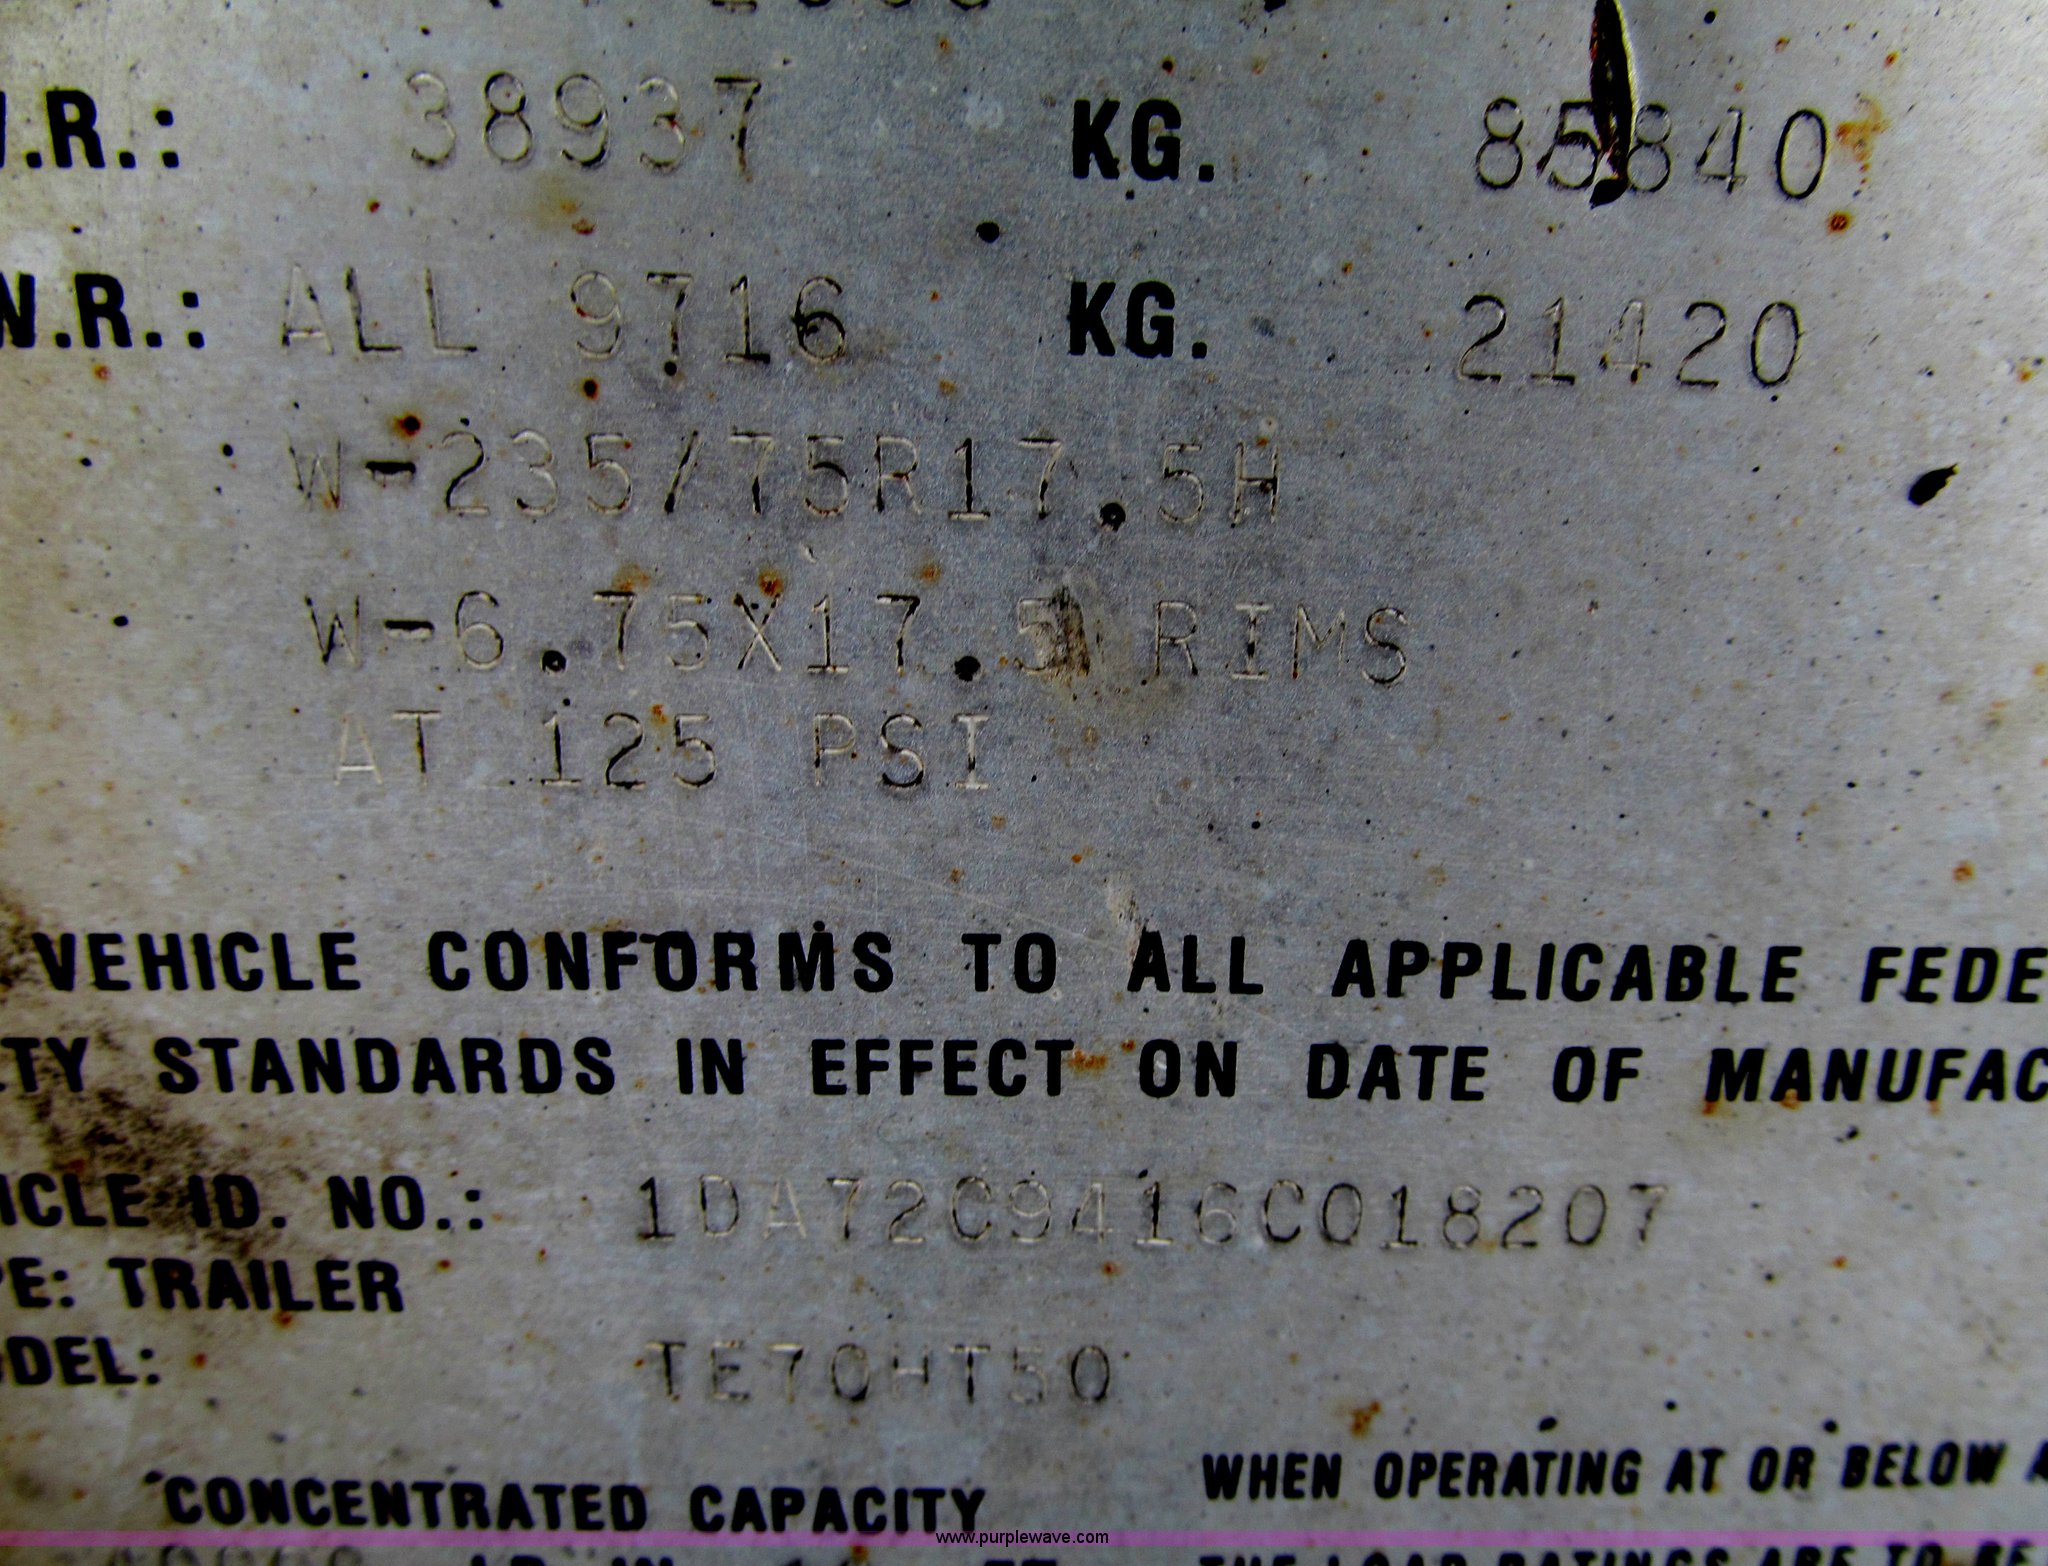 .R.: 38937 KG. 85840
W.R.: ALL 9716 KG. 21420
W-235/75R17.5H
W-6.75X17.5 RIMS
AT 125 PSI
VEHICLE CONFORMS TO ALL APPLICABLE FEDE
TY STANDARDS IN EFFECT ON DATE OF MANUFAC
ICLE ID. NO.: 1DA72C9416C018207
PE: TRAILER
DEL: TE70HT50
CONCENTRATED CAPACITY WHEN OPERATING AT OR BELOW
www.purplewave.com